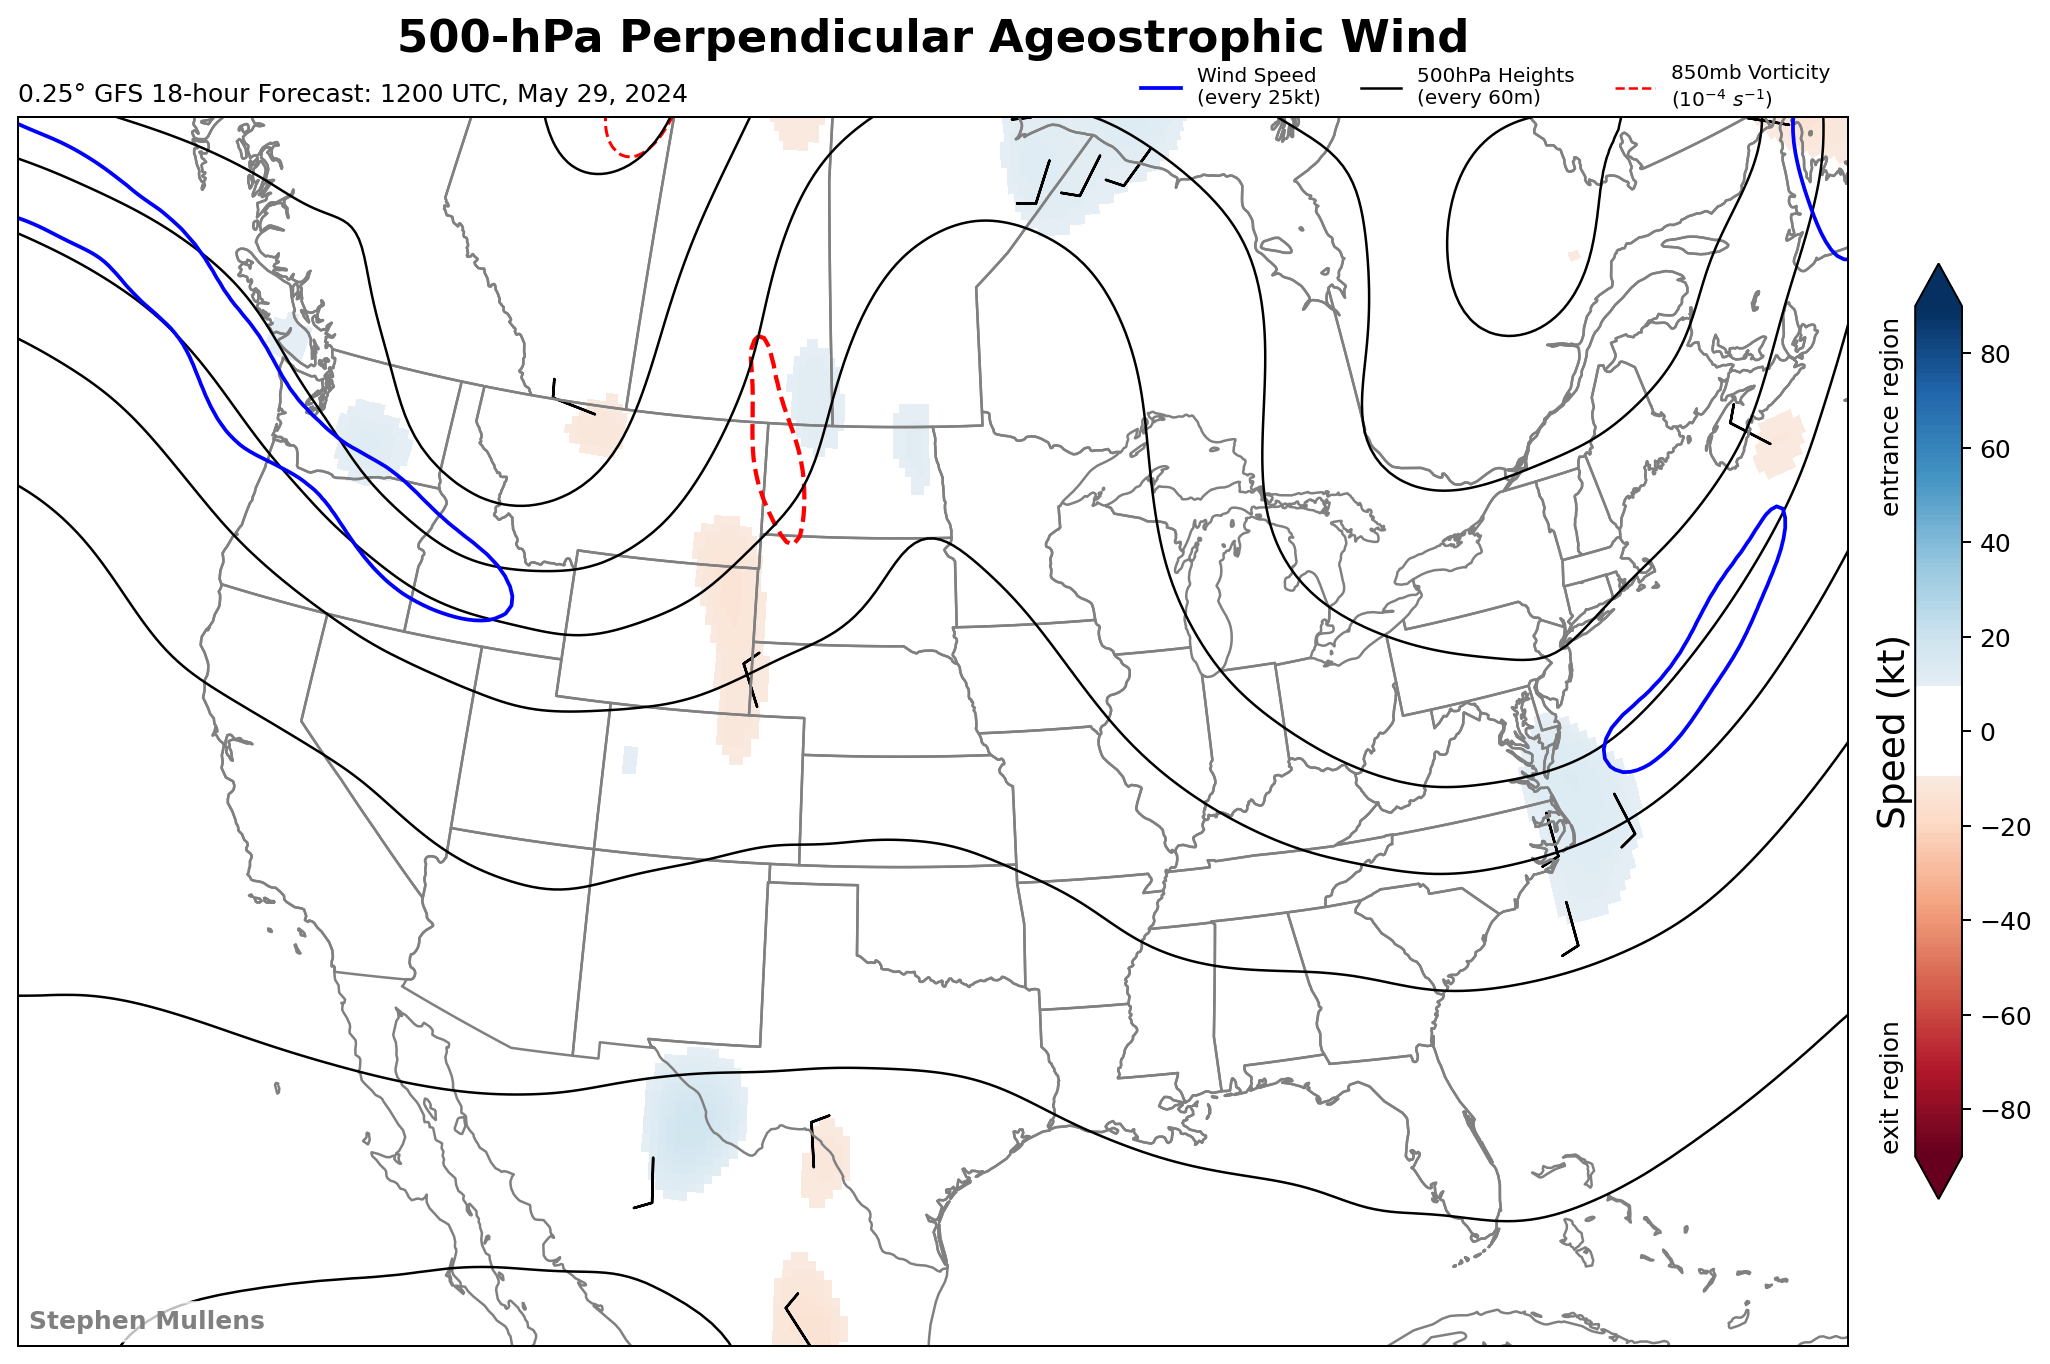 500-hPa Perpendicular Ageostrophic Wind
0.25° GFS 18-hour Forecast: 1200 UTC, May 29, 2024
Wind Speed
(every 25kt)
500hPa Heights
(every 60m)
850mb Vorticity
(10⁻⁴ s⁻¹)
entrance region
Speed (kt)
exit region
80
60
40
20
0
−20
−40
−60
−80
Stephen Mullens